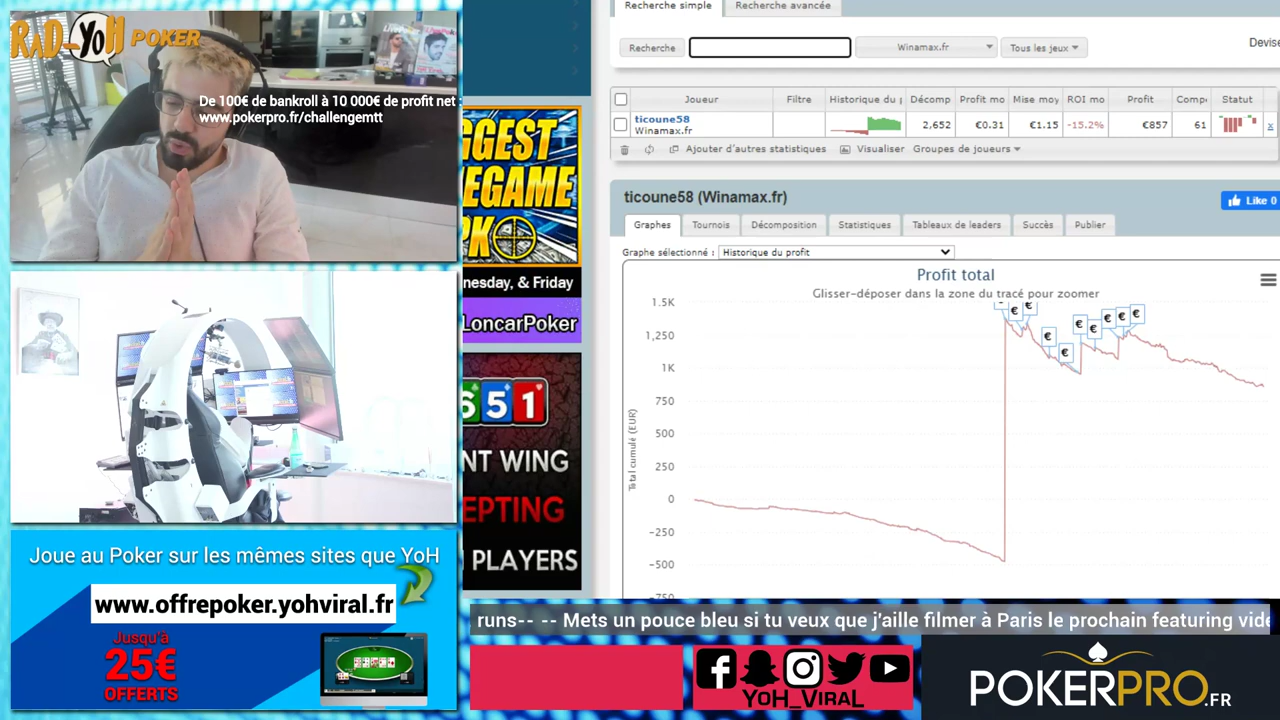 RAD-YoH POKER
De 100€ de bankroll à 10 000€ de profit net :
www.pokerpro.fr/challengemtt
Joue au Poker sur les mêmes sites que YoH
www.offrepoker.yohviral.fr
Jusqu'à
25€
OFFERTS
GGEST
EGAME
nesday, & Friday
LoncarPoker
651
NT WING
EPTING
PLAYERS
Recherche simple
Recherche avancée
Recherche
Winamax.fr
Tous les jeux
Devise
Joueur
Filtre
Historique du p
Décomp
Profit mo
Mise moy
ROI mo
Profit
Compé
Statut
ticoune58
Winamax.fr
2,652
€0.31
€1.15
-15.2%
€857
61
x
Ajouter d'autres statistiques
Visualiser
Groupes de joueurs
ticoune58 (Winamax.fr)
Like 0
Graphes
Tournois
Décomposition
Statistiques
Tableaux de leaders
Succès
Publier
Graphe sélectionné :
Historique du profit
Profit total
Glisser-déposer dans la zone du tracé pour zoomer
Total cumulé (EUR)
1.5K
1,250
1K
750
500
250
0
−250
−500
−750
€
€
€
€
€
€
€
€
€
runs-- -- Mets un pouce bleu si tu veux que j'aille filmer à Paris le prochain featuring vide
YoH_ViraL
POKERPRO.FR